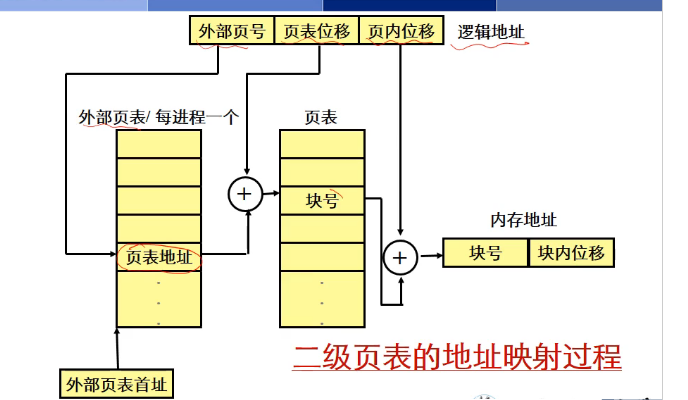 外部页号 页表位移 页内位移 逻辑地址
外部页表/ 每进程一个 页表
块号
内存地址
页表地址
块号 块内位移
二级页表的地址映射过程
外部页表首址